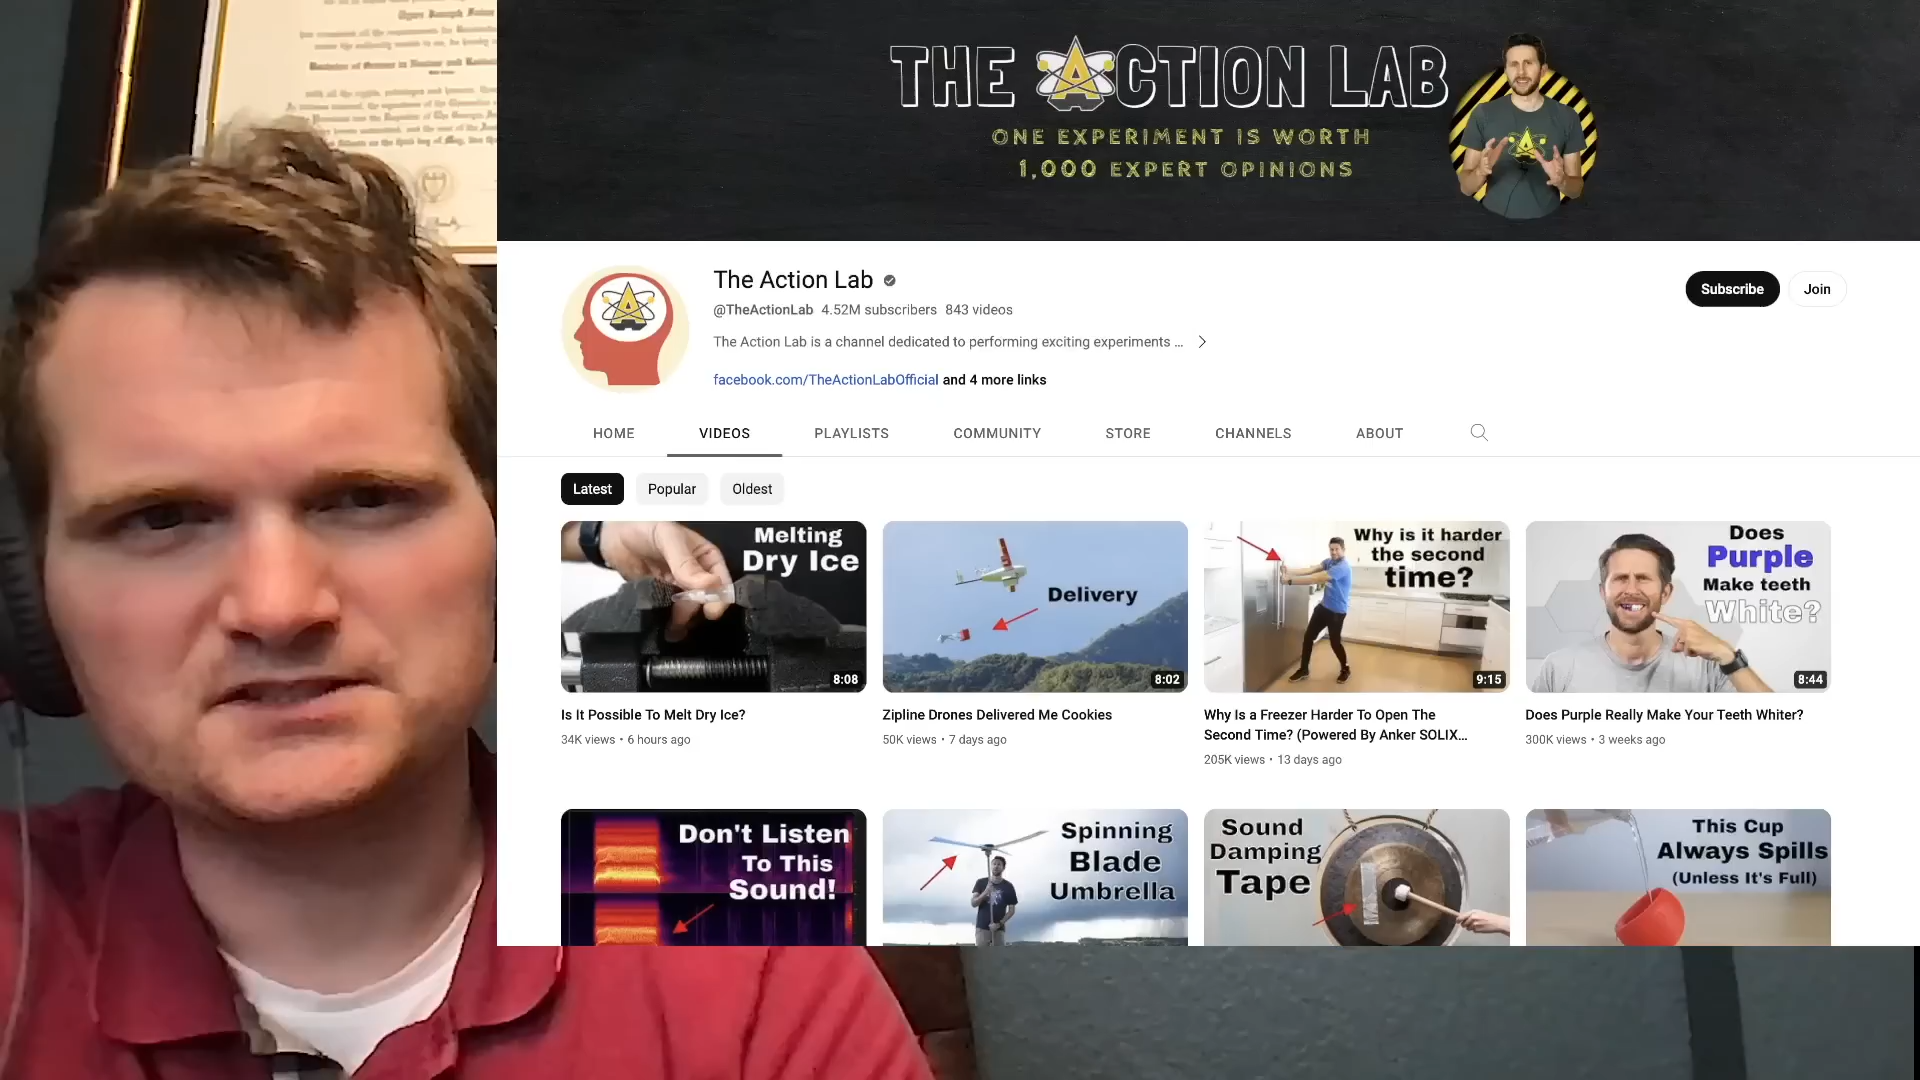 THE ACTION LAB
ONE EXPERIMENT IS WORTH
1,000 EXPERT OPINIONS
The Action Lab
@TheActionLab 4.52M subscribers 843 videos
The Action Lab is a channel dedicated to performing exciting experiments ...
facebook.com/TheActionLabOfficial and 4 more links
Subscribe
Join
HOME VIDEOS PLAYLISTS COMMUNITY STORE CHANNELS ABOUT
Latest Popular Oldest
Melting
Dry Ice
8:08
Is It Possible To Melt Dry Ice?
34K views • 6 hours ago
Delivery
8:02
Zipline Drones Delivered Me Cookies
50K views • 7 days ago
Why is it harder
the second
time?
9:15
Why Is a Freezer Harder To Open The
Second Time? (Powered By Anker SOLIX...
205K views • 13 days ago
Does
Purple
Make teeth
White?
8:44
Does Purple Really Make Your Teeth Whiter?
300K views • 3 weeks ago
Don't Listen
To This
Sound!
Spinning
Blade
Umbrella
Sound
Damping
Tape
This Cup
Always Spills
(Unless It's Full)